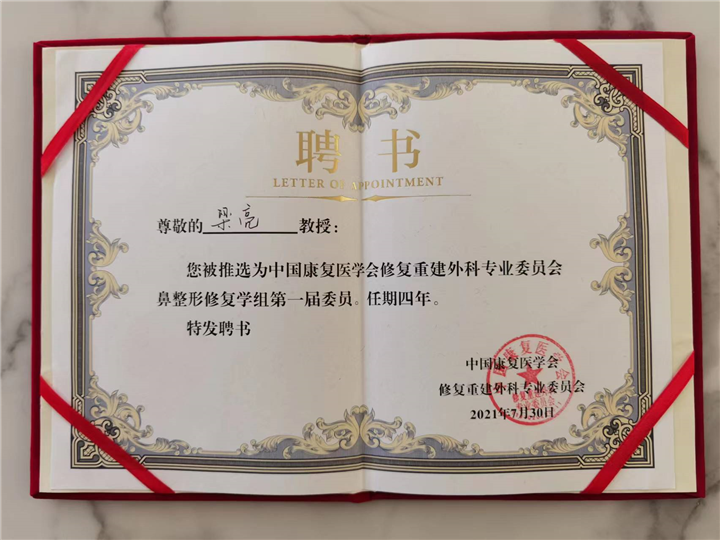 聘书
LETTER OF APPOINTMENT
尊敬的梁亮教授：
您被推选为中国康复医学会修复重建外科专业委员会
鼻整形修复学组第一届委员。任期四年。
特发聘书
中国康复医学会
修复重建外科专业委员会
2021年7月30日